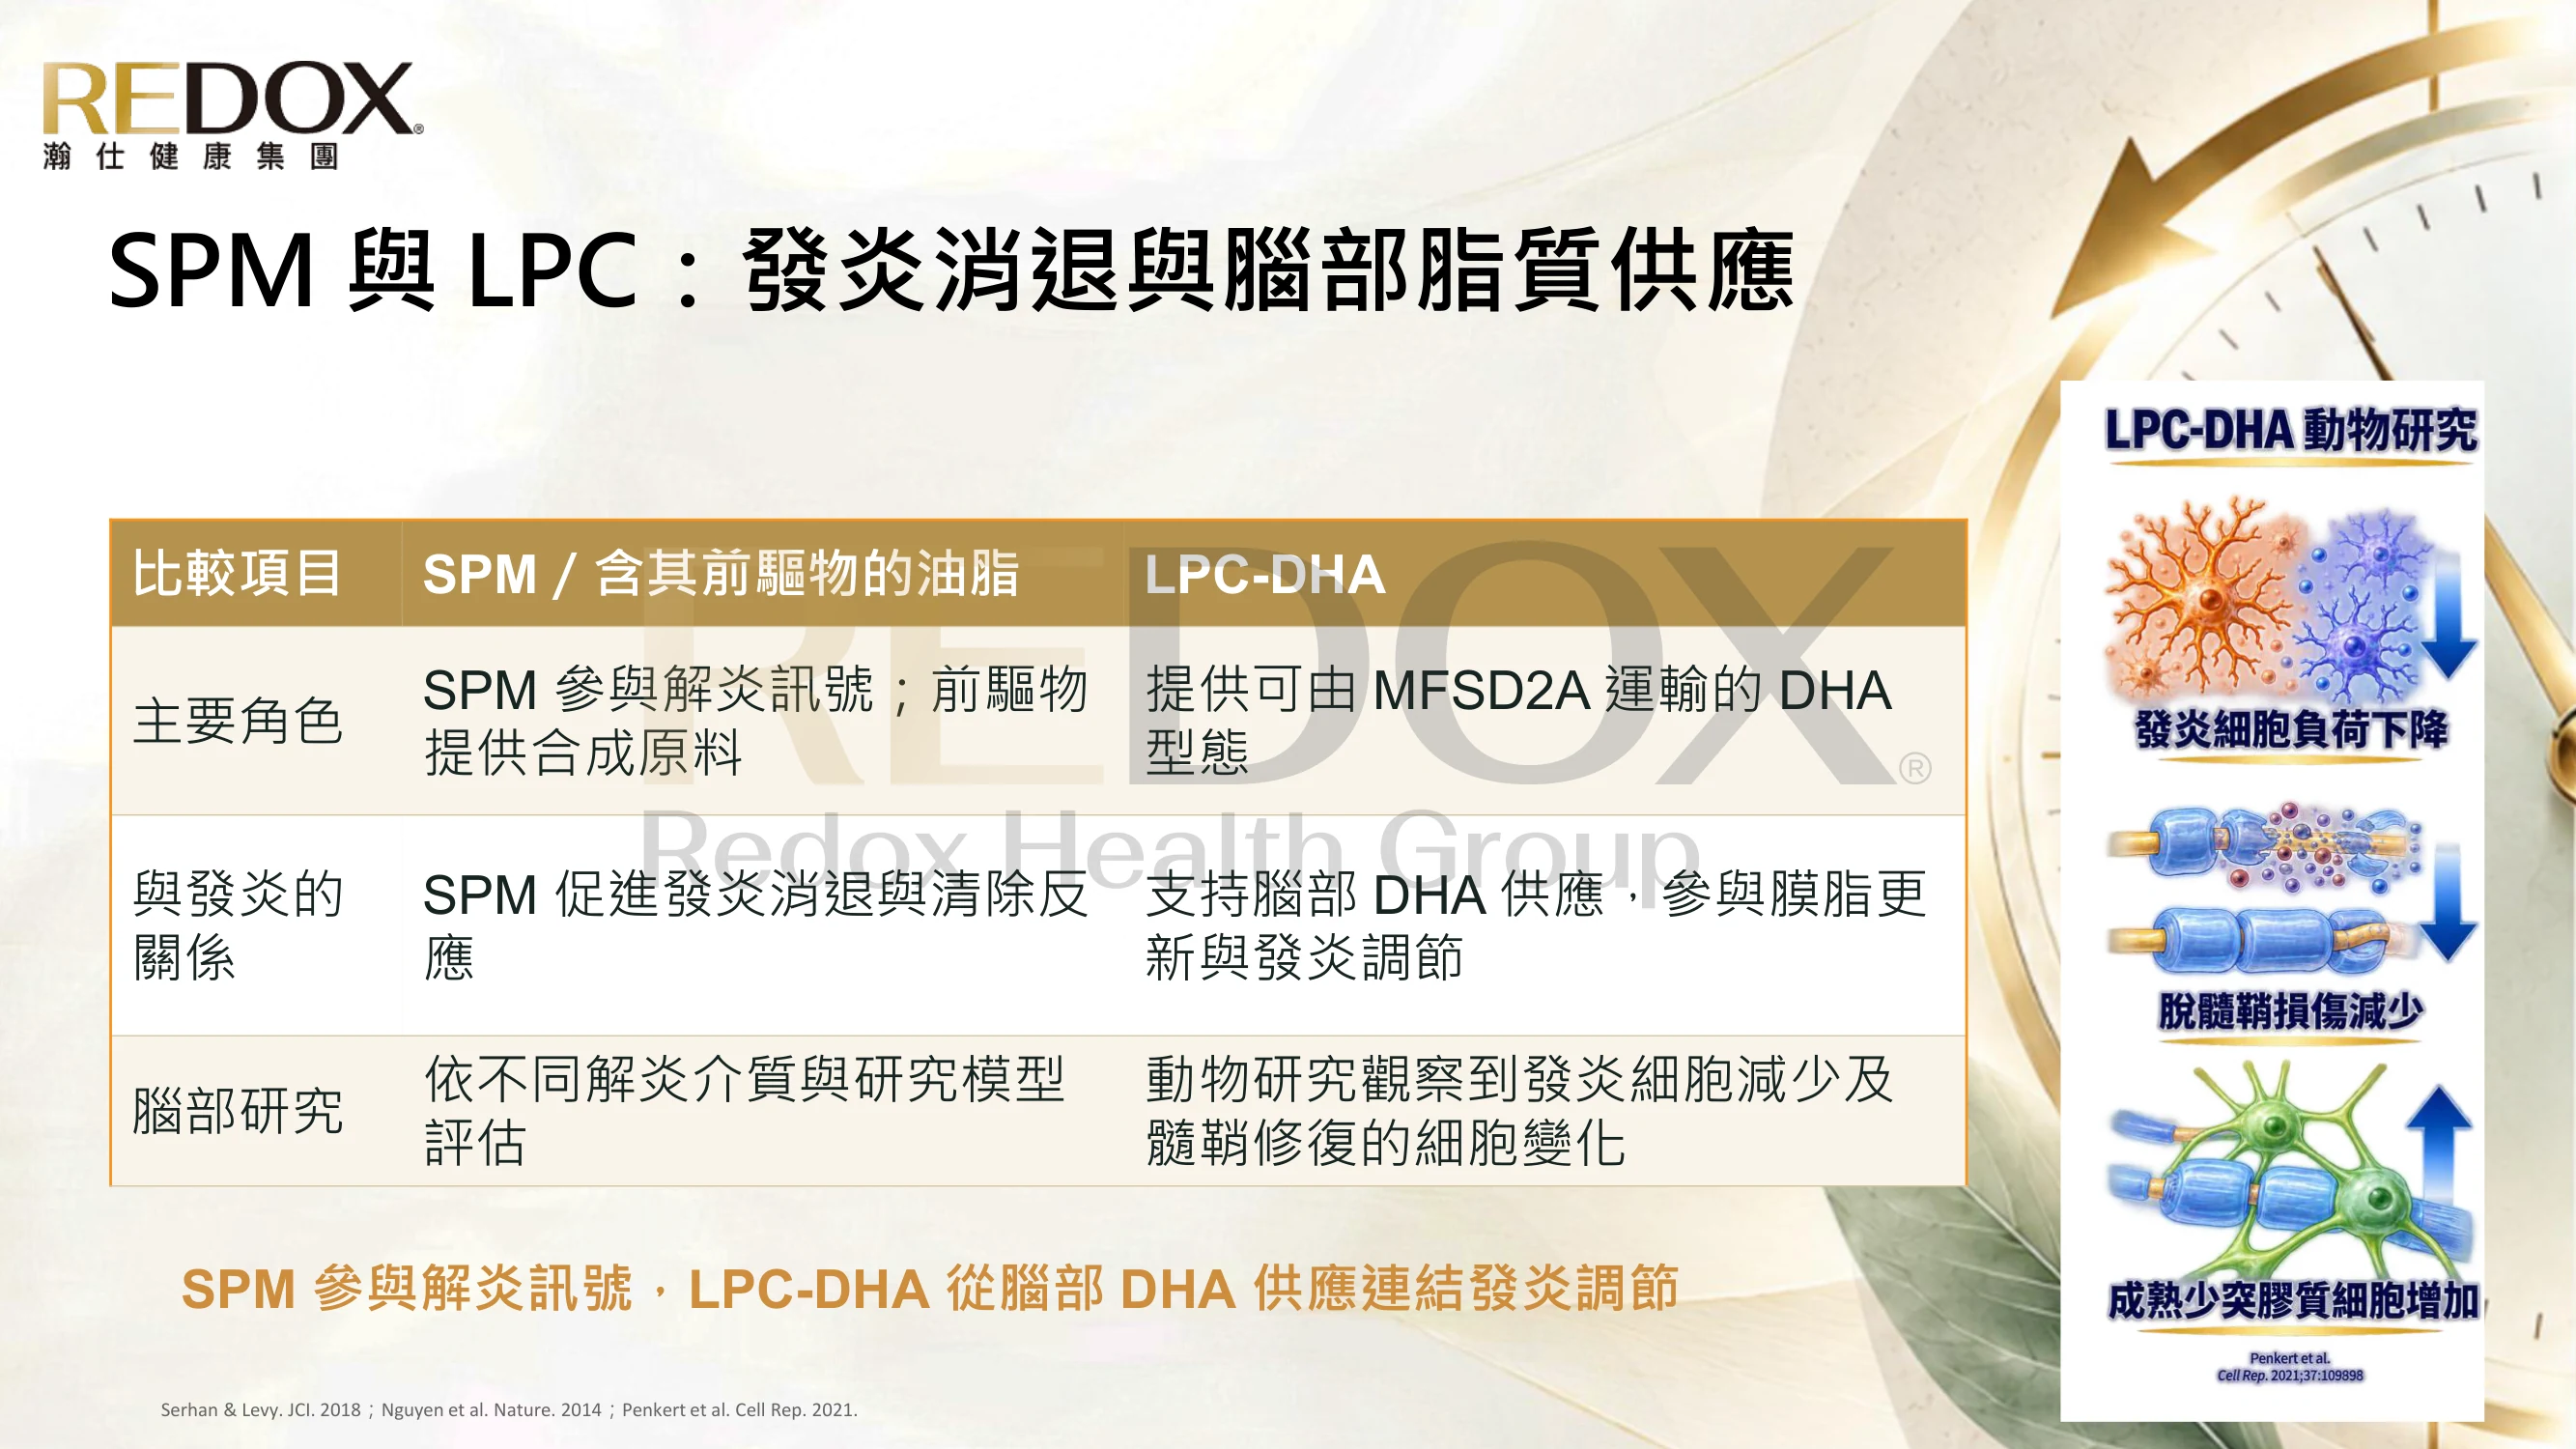 REDOX®
瀚仕健康集團
SPM 與 LPC：發炎消退與腦部脂質供應
比較項目
SPM / 含其前驅物的油脂
LPC-DHA
主要角色
SPM 參與解炎訊號；前驅物
提供合成原料
提供可由 MFSD2A 運輸的 DHA
型態
與發炎的
關係
SPM 促進發炎消退與清除反
應
支持腦部 DHA 供應，參與膜脂更
新與發炎調節
腦部研究
依不同解炎介質與研究模型
評估
動物研究觀察到發炎細胞減少及
髓鞘修復的細胞變化
REDOX®
Redox Health Group
SPM 參與解炎訊號，LPC-DHA 從腦部 DHA 供應連結發炎調節
Serhan & Levy. JCI. 2018；Nguyen et al. Nature. 2014；Penkert et al. Cell Rep. 2021.
LPC-DHA 動物研究
發炎細胞負荷下降
脫髓鞘損傷減少
成熟少突膠質細胞增加
Penkert et al.
Cell Rep. 2021;37:109898